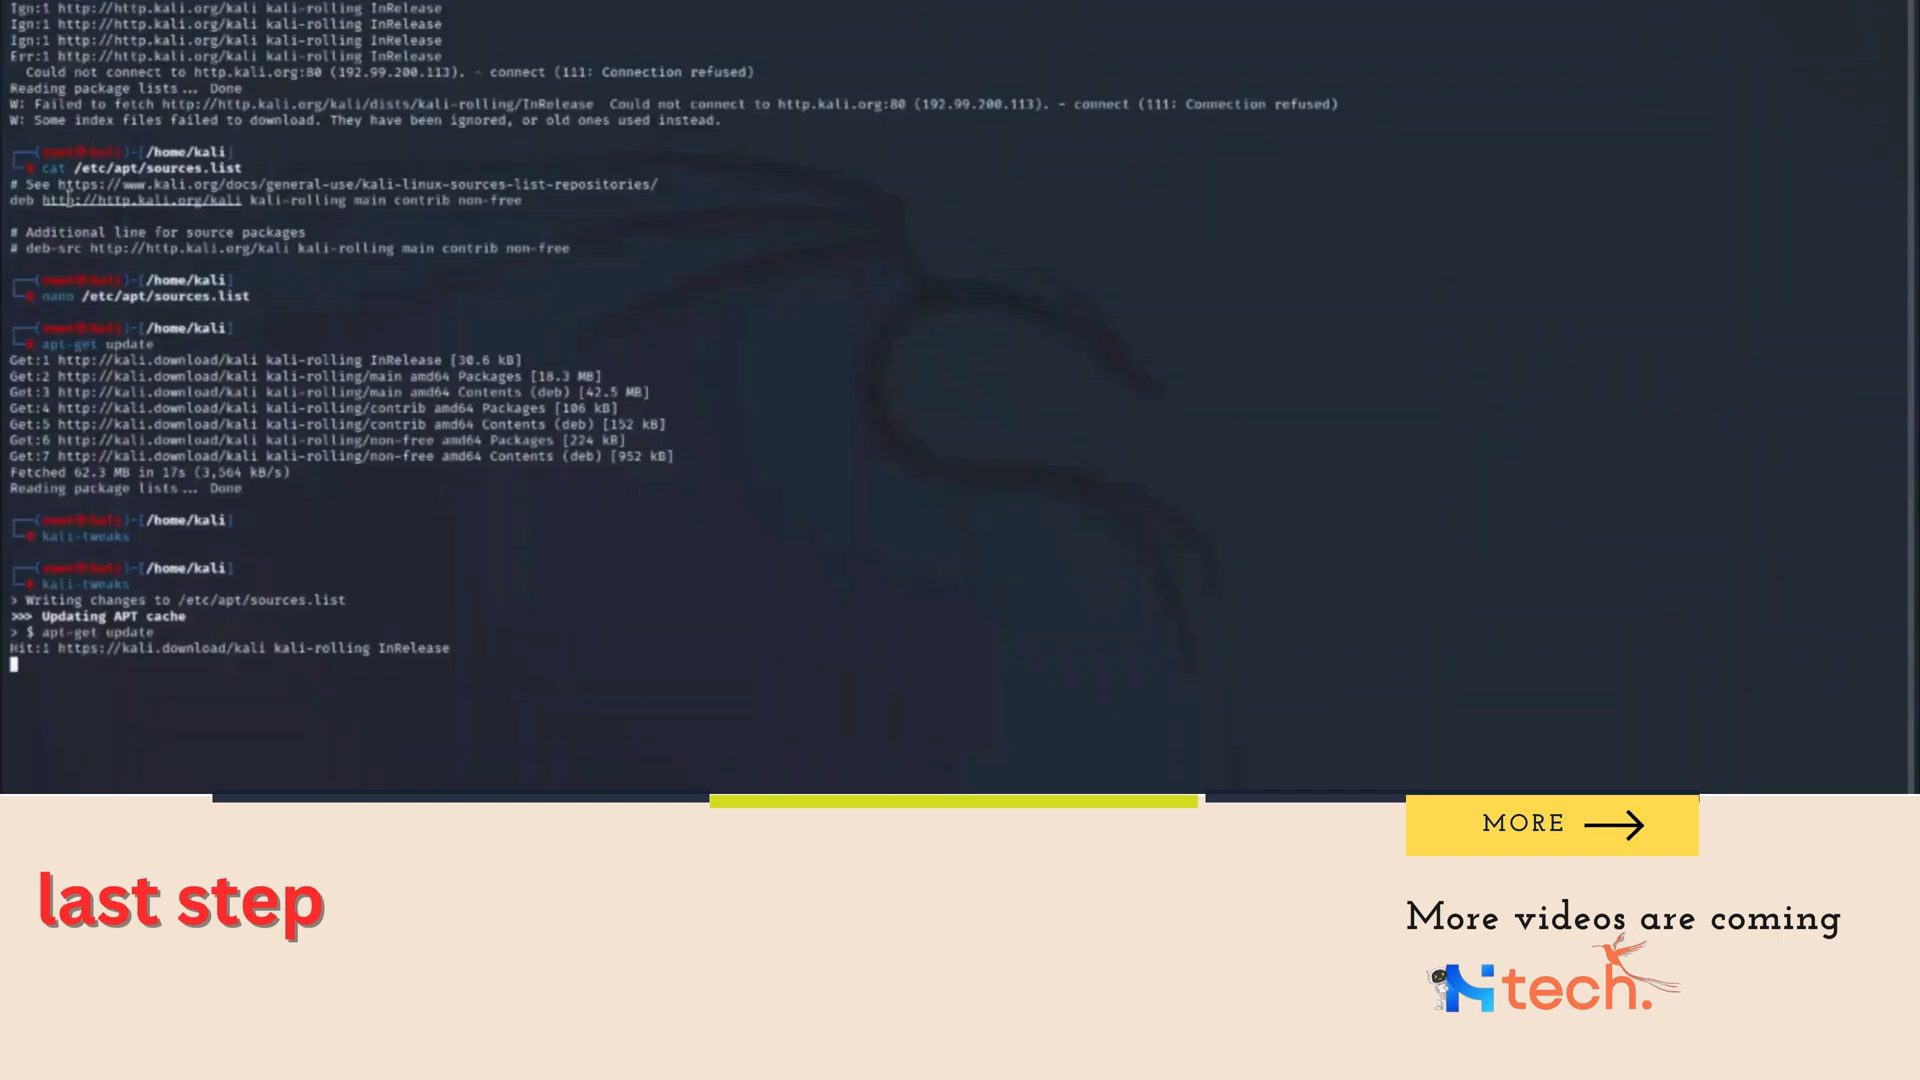 Ign:1 http://http.kali.org/kali kali-rolling InRelease
Ign:1 http://http.kali.org/kali kali-rolling InRelease
Ign:1 http://http.kali.org/kali kali-rolling InRelease
Err:1 http://http.kali.org/kali kali-rolling InRelease
Could not connect to http.kali.org:80 (192.99.200.113). - connect (111: Connection refused)
Reading package lists... Done
W: Failed to fetch http://http.kali.org/kali/dists/kali-rolling/InRelease Could not connect to http.kali.org:80 (192.99.200.113). - connect (111: Connection refused)
W: Some index files failed to download. They have been ignored, or old ones used instead.
(root㉿kali)-[/home/kali]
cat /etc/apt/sources.list
# See https://www.kali.org/docs/general-use/kali-linux-sources-list-repositories/
deb http://http.kali.org/kali kali-rolling main contrib non-free
# Additional line for source packages
# deb-src http://http.kali.org/kali kali-rolling main contrib non-free
(root㉿kali)-[/home/kali]
nano /etc/apt/sources.list
(root㉿kali)-[/home/kali]
apt-get update
Get:1 http://kali.download/kali kali-rolling InRelease [30.6 kB]
Get:2 http://kali.download/kali kali-rolling/main amd64 Packages [18.3 MB]
Get:3 http://kali.download/kali kali-rolling/main amd64 Contents (deb) [42.5 MB]
Get:4 http://kali.download/kali kali-rolling/contrib amd64 Packages [106 kB]
Get:5 http://kali.download/kali kali-rolling/contrib amd64 Contents (deb) [152 kB]
Get:6 http://kali.download/kali kali-rolling/non-free amd64 Packages [224 kB]
Get:7 http://kali.download/kali kali-rolling/non-free amd64 Contents (deb) [952 kB]
Fetched 62.3 MB in 17s (3,564 kB/s)
Reading package lists... Done
(root㉿kali)-[/home/kali]
kali-tweaks
(root㉿kali)-[/home/kali]
kali-tweaks
> Writing changes to /etc/apt/sources.list
>>> Updating APT cache
> $ apt-get update
Hit:1 https://kali.download/kali kali-rolling InRelease
MORE
last step
More videos are coming
Ntech.